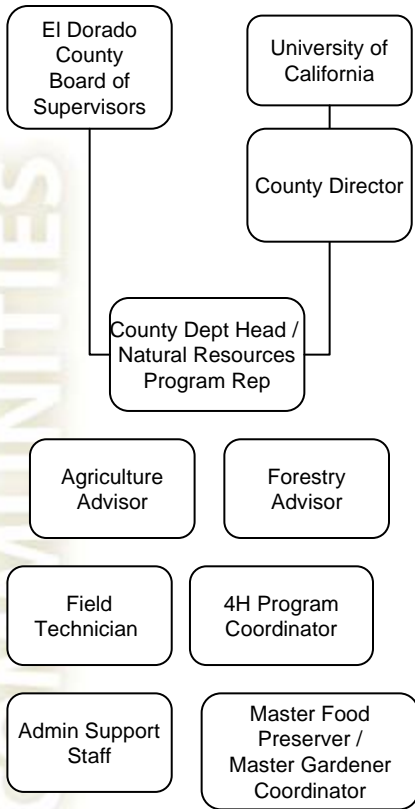 El Dorado
County
Board of
Supervisors
University of
California
County Director
County Dept Head /
Natural Resources
Program Rep
Agriculture
Advisor
Forestry
Advisor
Field
Technician
4H Program
Coordinator
Admin Support
Staff
Master Food
Preserver /
Master Gardener
Coordinator